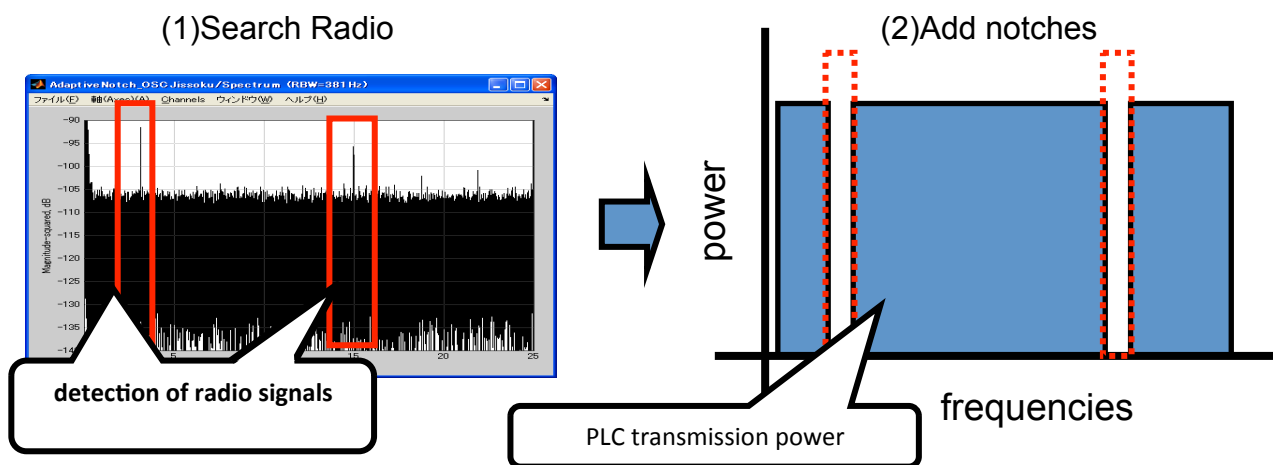 (1)Search Radio
(2)Add notches
AdaptiveNotch_OSC Jissoku/Spectrum (RBW=381 Hz)
ファイル(F) 軸(Axes)(A) Channels ウィンドウ(W) ヘルプ(H)
-90
-95
-100
-105
-110
-115
-120
-125
-130
-135
Magnitude-squared, dB
5
15
20
25
detection of radio signals
power
PLC transmission power
frequencies